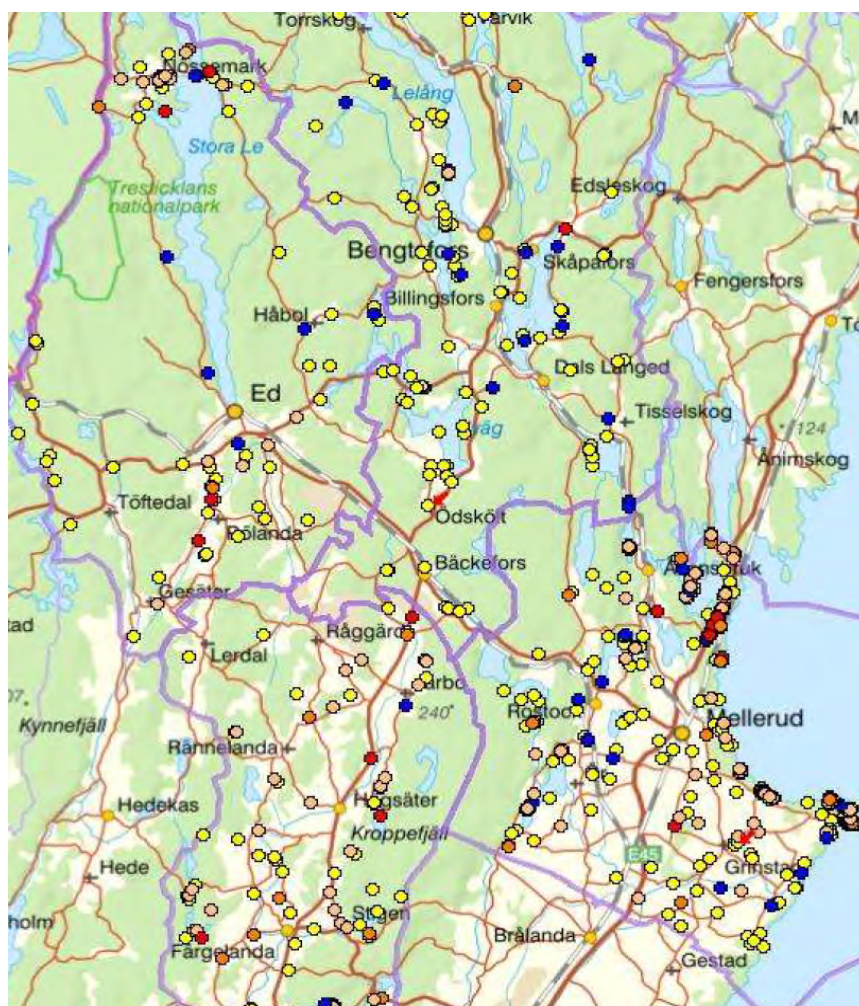 Torrskog
Nössemark
Lelång
Stora Le
Tresticklans
nationalpark
Edsleskog
Bengtsfors
Skåpafors
Billingsfors
Fengersfors
Håbol
Dals Långed
Ed
Tisselskog
124
Ånimskog
Ödskölt
Töftedal
Rölanda
Bäckefors
Gesäter
Råggärd
Lerdal
240
Kynnefjäll
Mellerud
Rännelanda
Hedekas
Högsäter
Kroppefjäll
Hede
E45
Grinstad
Stigen
Färgelanda
Brålanda
Gestad